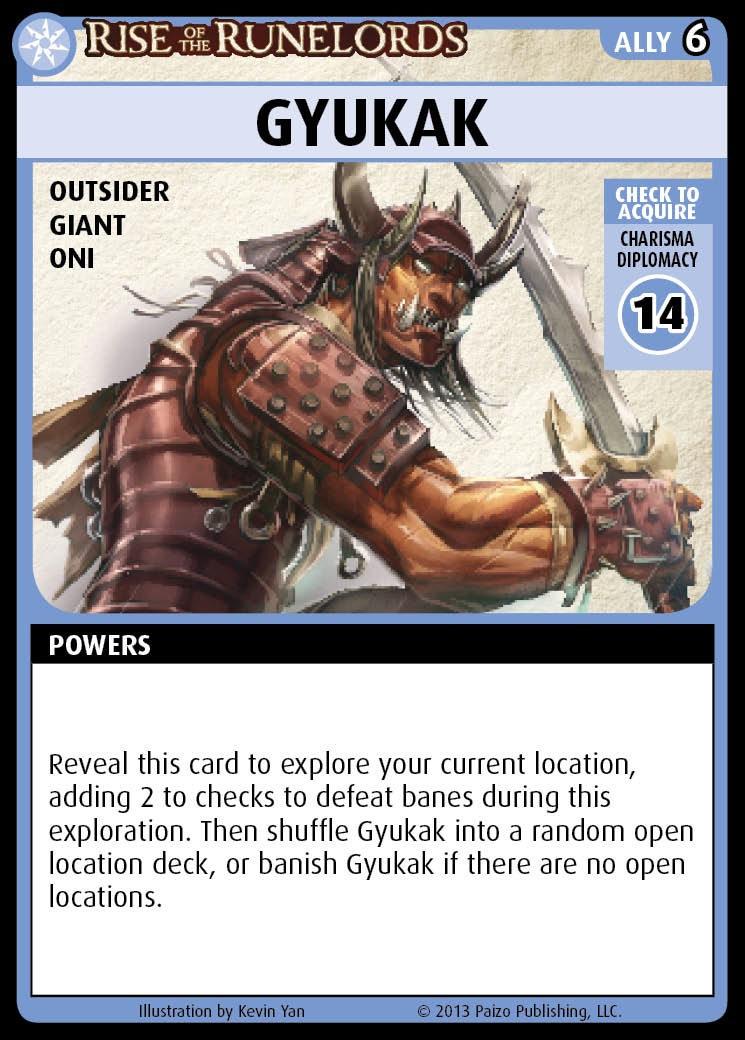 RISE OF THE RUNELORDS
ALLY 6
GYUKAK
OUTSIDER
GIANT
ONI
CHECK TO
ACQUIRE
CHARISMA
DIPLOMACY
14
POWERS
Reveal this card to explore your current location,
adding 2 to checks to defeat banes during this
exploration. Then shuffle Gyukak into a random open
location deck, or banish Gyukak if there are no open
locations.
Illustration by Kevin Yan
© 2013 Paizo Publishing, LLC.